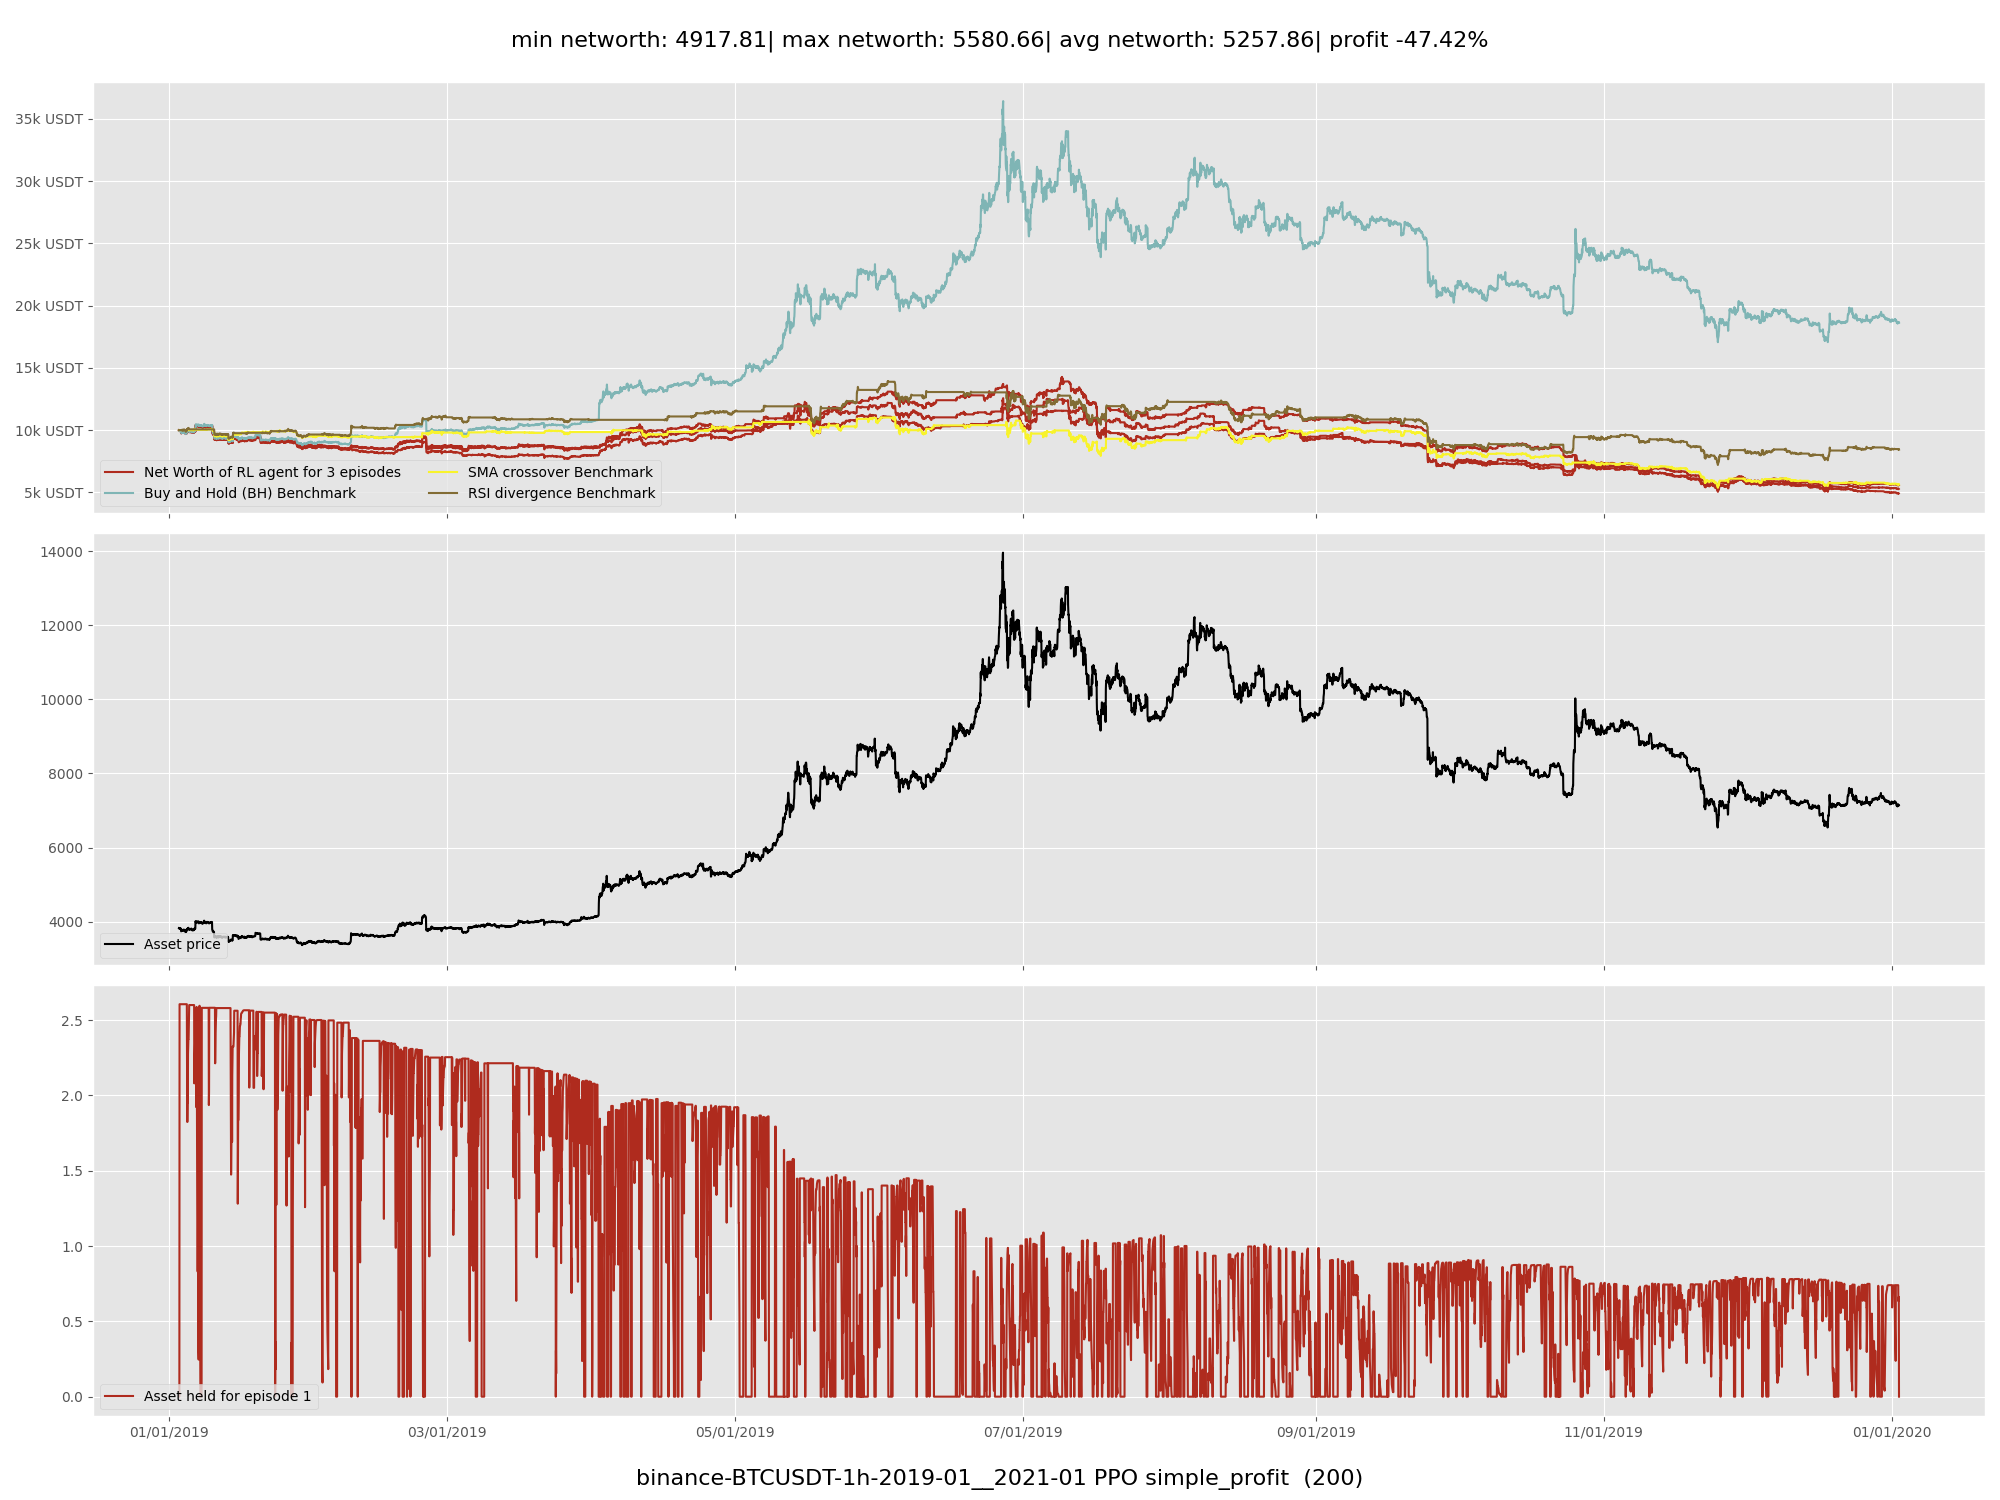 min networth: 4917.81| max networth: 5580.66| avg networth: 5257.86| profit -47.42%
35k USDT
30k USDT
25k USDT
20k USDT
15k USDT
10k USDT
5k USDT
Net Worth of RL agent for 3 episodes
Buy and Hold (BH) Benchmark
SMA crossover Benchmark
RSI divergence Benchmark
14000
12000
10000
8000
6000
4000
Asset price
2.5
2.0
1.5
1.0
0.5
0.0
Asset held for episode 1
01/01/2019 03/01/2019 05/01/2019 07/01/2019 09/01/2019 11/01/2019 01/01/2020
binance-BTCUSDT-1h-2019-01__2021-01 PPO simple_profit (200)